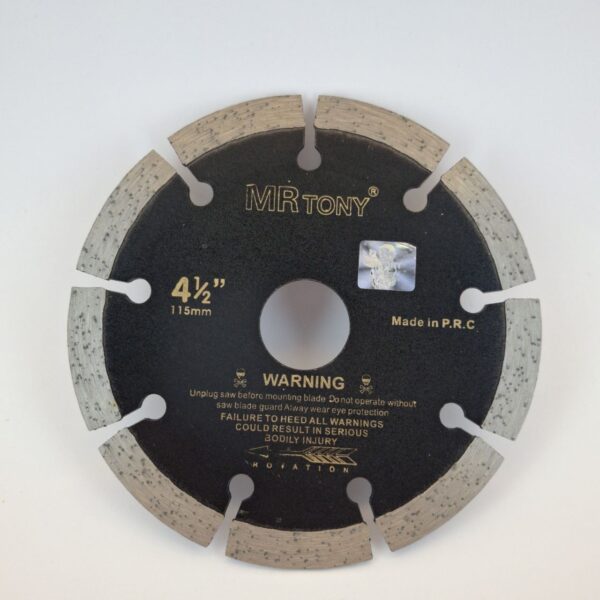 MR TONY®
4½”
115mm
Made in P.R.C
WARNING
Unplug saw before mounting blade Do not operate without
saw blade guard Alway wear eye protection
FAILURE TO HEED ALL WARNINGS
COULD RESULT IN SERIOUS
BODILY INJURY
ROTATION